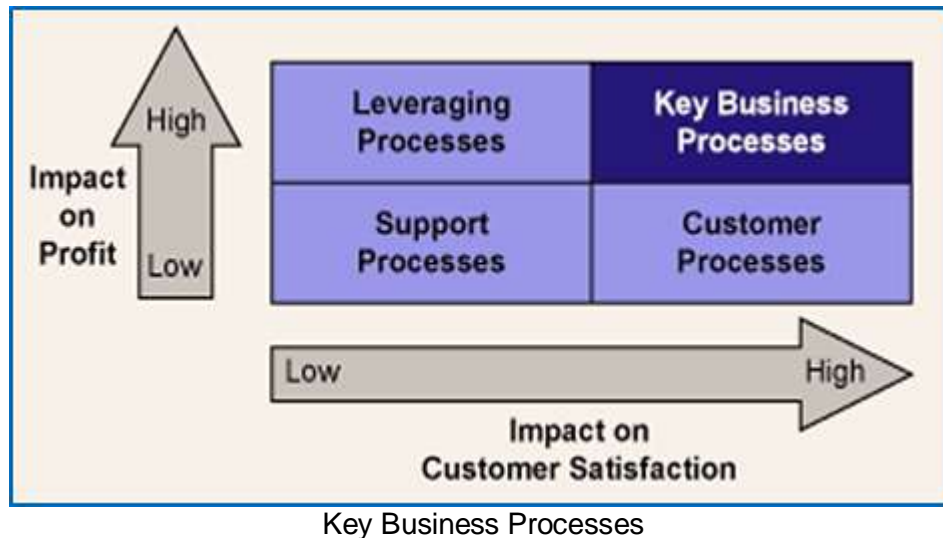 High
Impact
on
Profit
Low
Leveraging
Processes
Key Business
Processes
Support
Processes
Customer
Processes
Low
High
Impact on
Customer Satisfaction
Key Business Processes